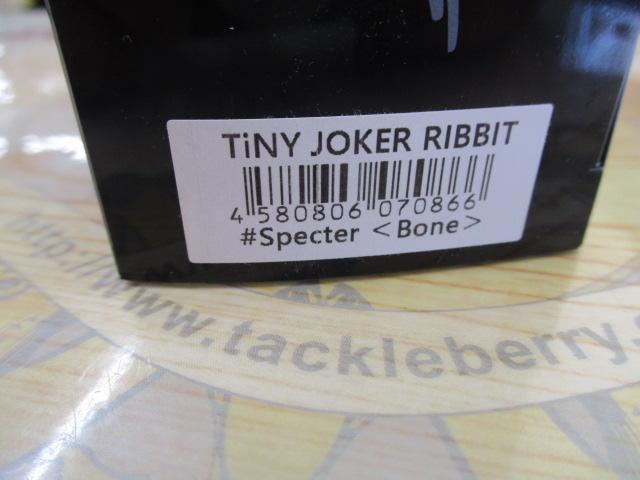 TiNY JOKER RIBBIT
4 580806 070866
#Specter <Bone>
http://www.tackleberry.